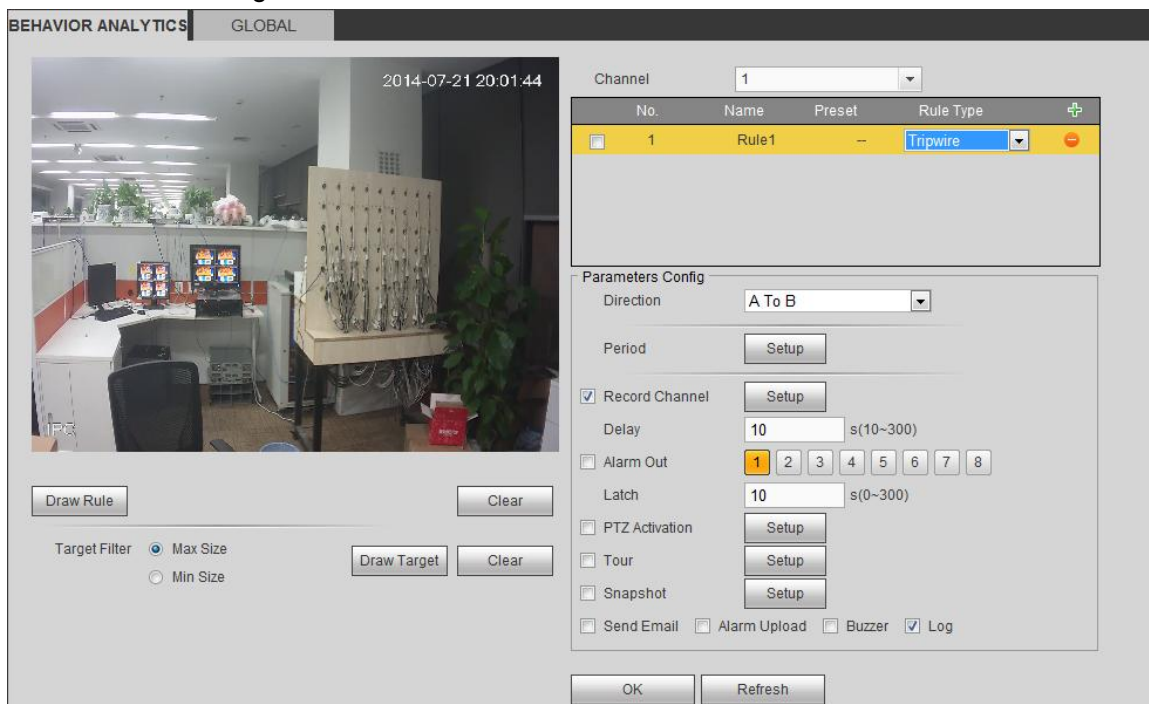 BEHAVIOR ANALYTICS GLOBAL
2014-07-21 20:01:44
IPC
Draw Rule Clear
Target Filter Max Size
Min Size
Draw Target Clear
Channel 1
No. Name Preset Rule Type
1 Rule1 -- Tripwire
Parameters Config
Direction A To B
Period Setup
Record Channel Setup
Delay 10 s(10~300)
Alarm Out 1 2 3 4 5 6 7 8
Latch 10 s(0~300)
PTZ Activation Setup
Tour Setup
Snapshot Setup
Send Email Alarm Upload Buzzer Log
OK Refresh